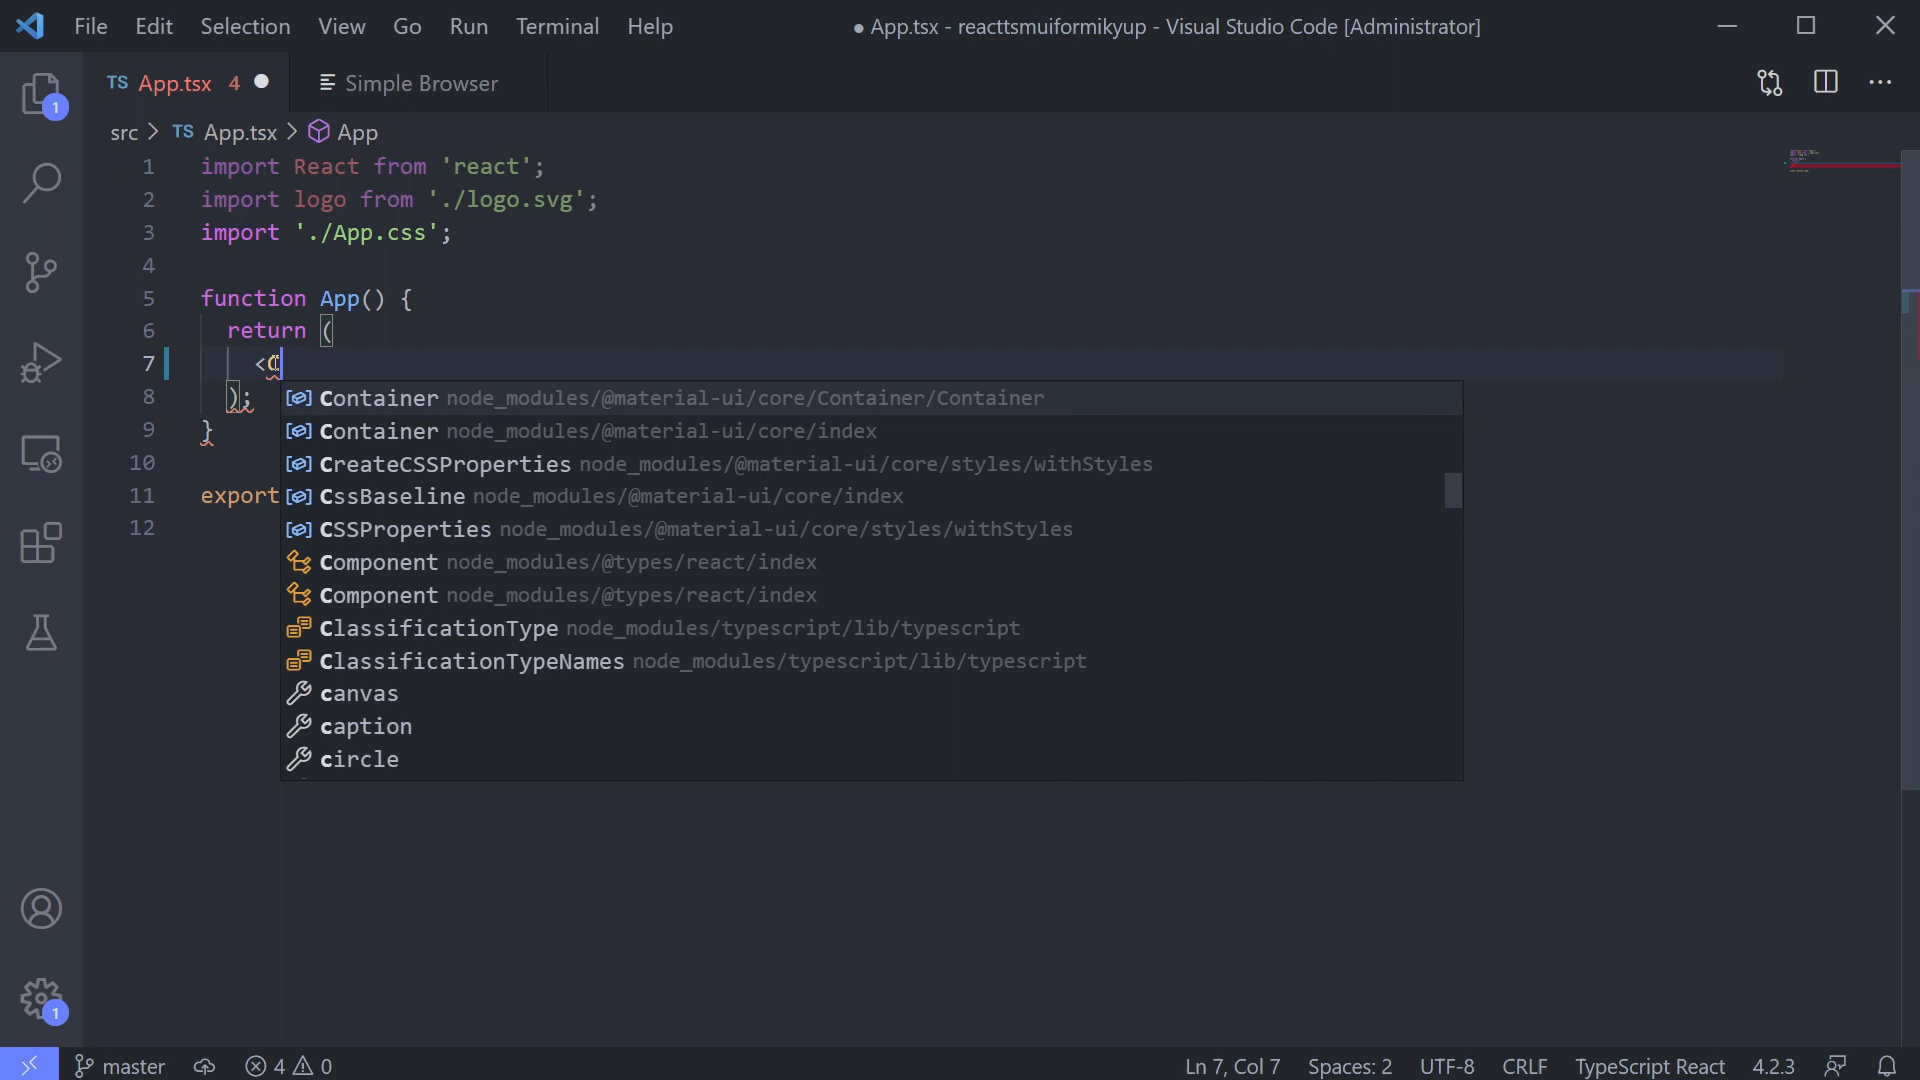 File Edit Selection View Go Run Terminal Help ● App.tsx - reacttsmuiformikyup - Visual Studio Code [Administrator]
TS App.tsx 4 ● Simple Browser
src > TS App.tsx > App
1 import React from 'react';
2 import logo from './logo.svg';
3 import './App.css';
4
5 function App() {
6 return (
7 <C
8 );
9 }
10
11 export
12
Container node_modules/@material-ui/core/Container/Container
Container node_modules/@material-ui/core/index
CreateCSSProperties node_modules/@material-ui/core/styles/withStyles
CssBaseline node_modules/@material-ui/core/index
CSSProperties node_modules/@material-ui/core/styles/withStyles
Component node_modules/@types/react/index
Component node_modules/@types/react/index
ClassificationType node_modules/typescript/lib/typescript
ClassificationTypeNames node_modules/typescript/lib/typescript
canvas
caption
circle
1
1
master 4 0 Ln 7, Col 7 Spaces: 2 UTF-8 CRLF TypeScript React 4.2.3